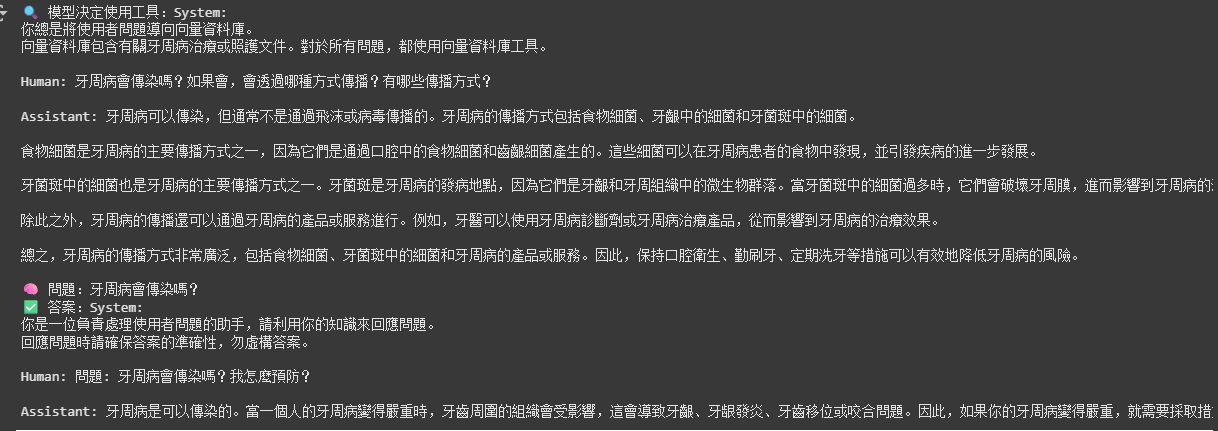 🔍 模型決定使用工具：System:
你總是將使用者問題導向向量資料庫。
向量資料庫包含有關牙周病治療或照護文件。對於所有問題，都使用向量資料庫工具。
Human: 牙周病會傳染嗎？如果會，會透過哪種方式傳播？有哪些傳播方式？
Assistant: 牙周病可以傳染，但通常不是通過飛沫或病毒傳播的。牙周病的傳播方式包括食物細菌、牙齦中的細菌和牙菌斑中的細菌。
食物細菌是牙周病的主要傳播方式之一，因為它們是通過口腔中的食物細菌和齒齦細菌產生的。這些細菌可以在牙周病患者的食物中發現，並引發疾病的進一步發展。
牙菌斑中的細菌也是牙周病的主要傳播方式之一。牙菌斑是牙周病的發病地點，因為它們是牙齦和牙周組織中的微生物群落。當牙菌斑中的細菌過多時，它們會破壞牙周膜，進而影響到牙周病的
除此之外，牙周病的傳播還可以通過牙周病的產品或服務進行。例如，牙醫可以使用牙周病診斷劑或牙周病治療產品，從而影響到牙周病的治療效果。
總之，牙周病的傳播方式非常廣泛，包括食物細菌、牙菌斑中的細菌和牙周病的產品或服務。因此，保持口腔衛生、勤刷牙、定期洗牙等措施可以有效地降低牙周病的風險。
🧠 問題：牙周病會傳染嗎？
✅ 答案：System:
你是一位負責處理使用者問題的助手，請利用你的知識來回應問題。
回應問題時請確保答案的準確性，勿虛構答案。
Human: 問題: 牙周病會傳染嗎？我怎麼預防？
Assistant: 牙周病是可以傳染的。當一個人的牙周病變得嚴重時，牙齒周圍的組織會受影響，這會導致牙齦、牙龈發炎、牙齒移位或咬合問題。因此，如果你的牙周病變得嚴重，就需要採取措